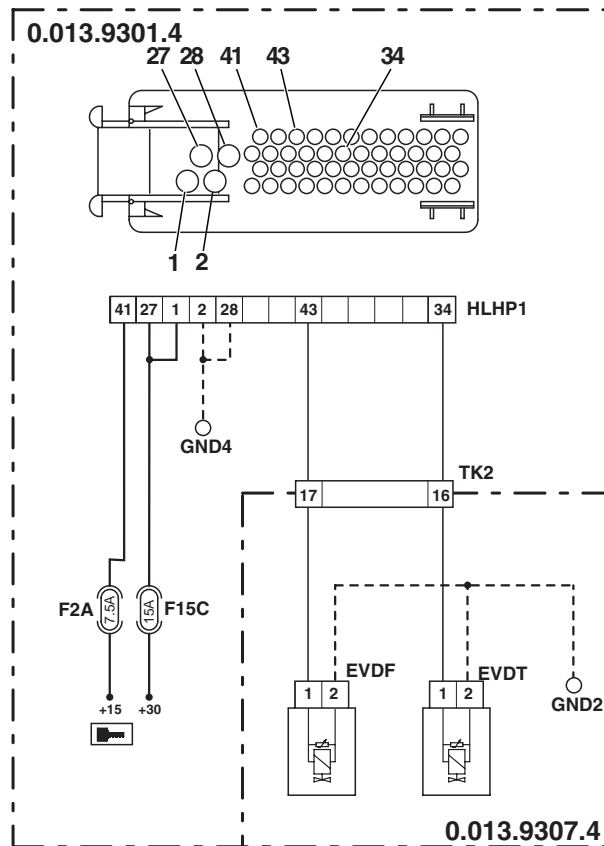 0.013.9301.4
27 28 41 43 34
1 2
41 27 1 2 28 43 34 HLHP1
GND4
TK2
17 16
F2A 7.5A 15A F15C
EVDF EVDT
1 2 1 2
GND2
+15 +30
0.013.9307.4